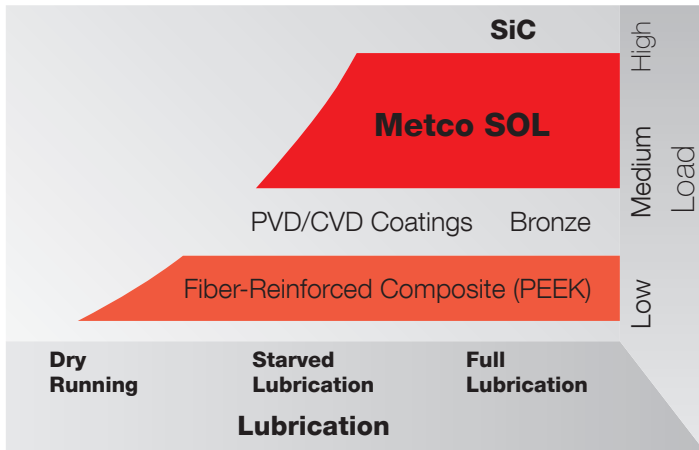 SiC
Metco SOL
PVD/CVD Coatings Bronze
Fiber-Reinforced Composite (PEEK)
High
Medium
Low
Load
Dry
Running
Starved
Lubrication
Full
Lubrication
Lubrication